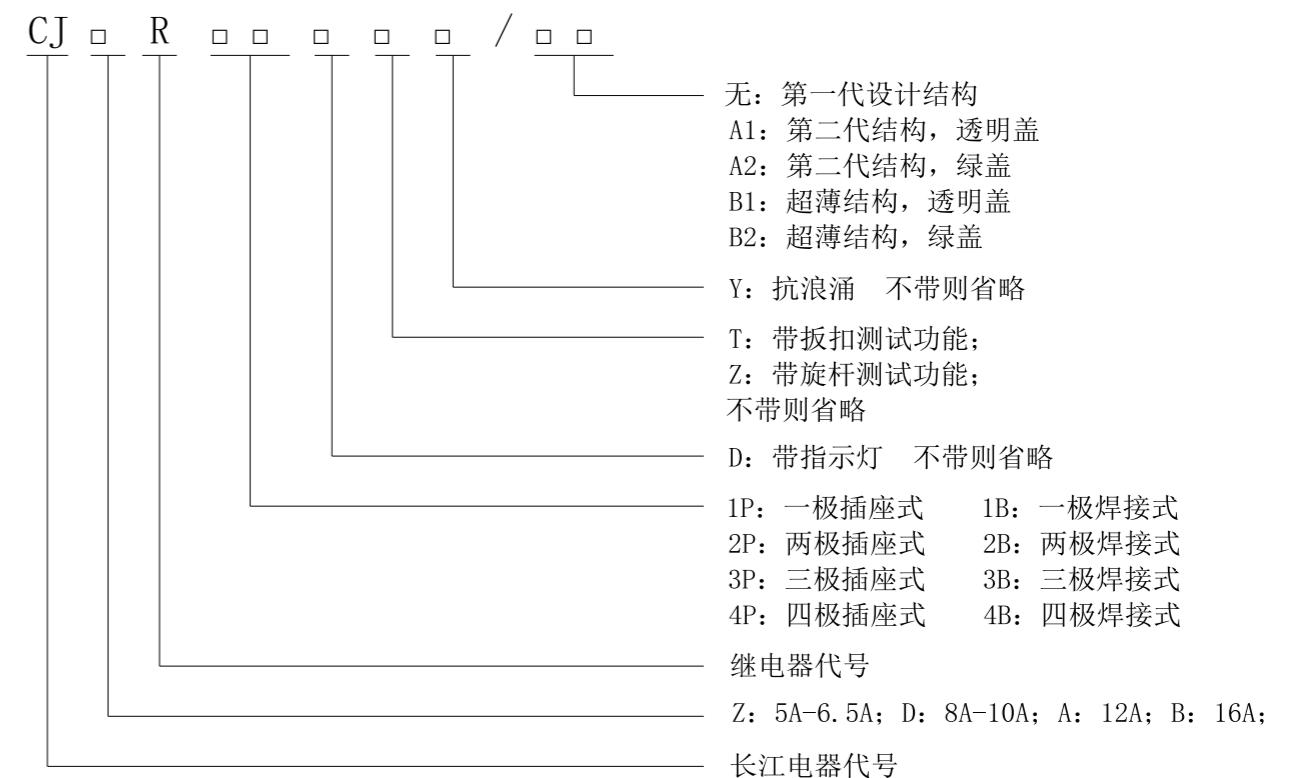 CJ □ R □ □ □ □ □ / □ □
无：第一代设计结构
A1：第二代结构，透明盖
A2：第二代结构，绿盖
B1：超薄结构，透明盖
B2：超薄结构，绿盖
Y：抗浪涌 不带则省略
T：带扳扣测试功能；
Z：带旋杆测试功能；
不带则省略
D：带指示灯 不带则省略
1P：一极插座式 1B：一极焊接式
2P：两极插座式 2B：两极焊接式
3P：三极插座式 3B：三极焊接式
4P：四极插座式 4B：四极焊接式
继电器代号
Z：5A-6.5A；D：8A-10A；A：12A；B：16A；
长江电器代号